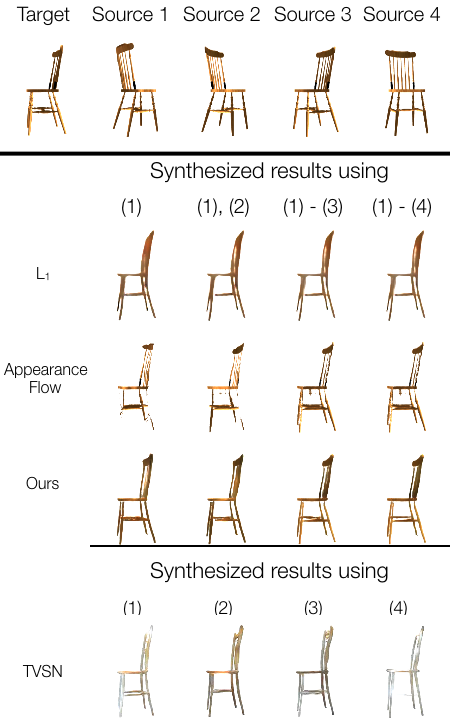 Target Source 1 Source 2 Source 3 Source 4
Synthesized results using
(1) (1), (2) (1) - (3) (1) - (4)
L1
Appearance
Flow
Ours
Synthesized results using
(1) (2) (3) (4)
TVSN